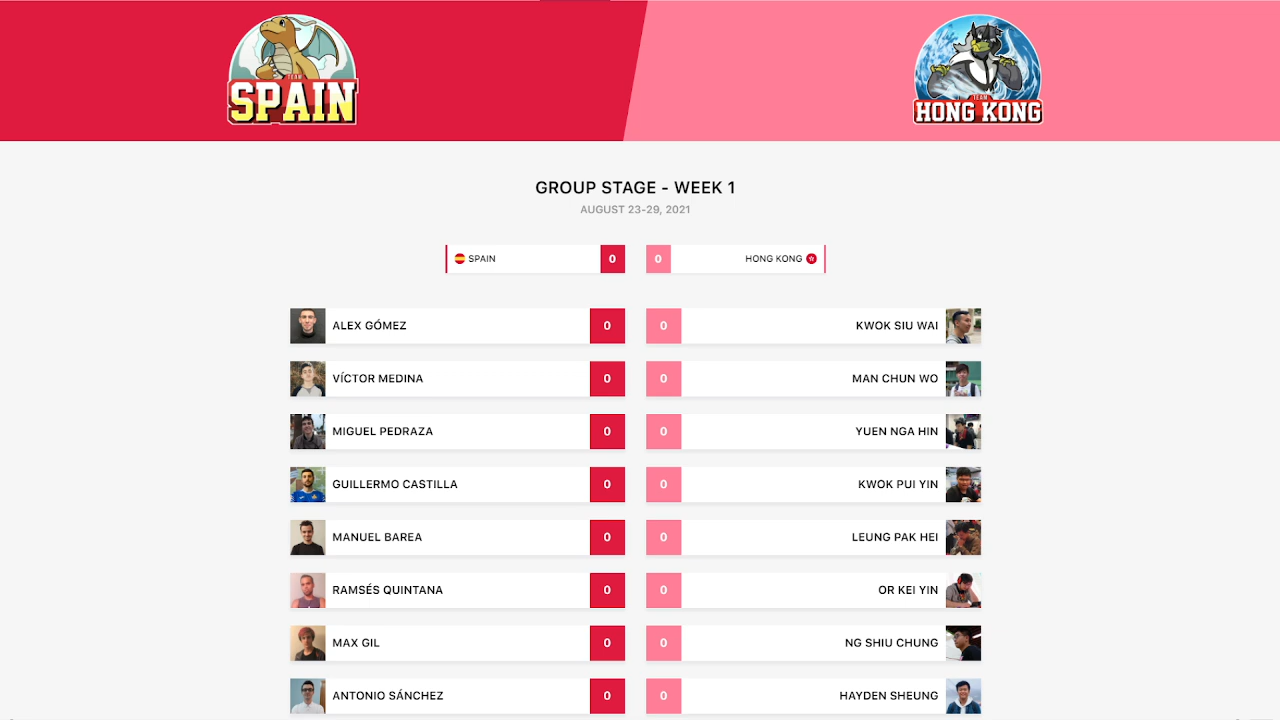 TEAM
SPAIN
TEAM
HONG KONG
GROUP STAGE - WEEK 1
AUGUST 23-29, 2021
SPAIN 0 0 HONG KONG
ALEX GÓMEZ 0 0 KWOK SIU WAI
VÍCTOR MEDINA 0 0 MAN CHUN WO
MIGUEL PEDRAZA 0 0 YUEN NGA HIN
GUILLERMO CASTILLA 0 0 KWOK PUI YIN
MANUEL BAREA 0 0 LEUNG PAK HEI
RAMSÉS QUINTANA 0 0 OR KEI YIN
MAX GIL 0 0 NG SHIU CHUNG
ANTONIO SÁNCHEZ 0 0 HAYDEN SHEUNG